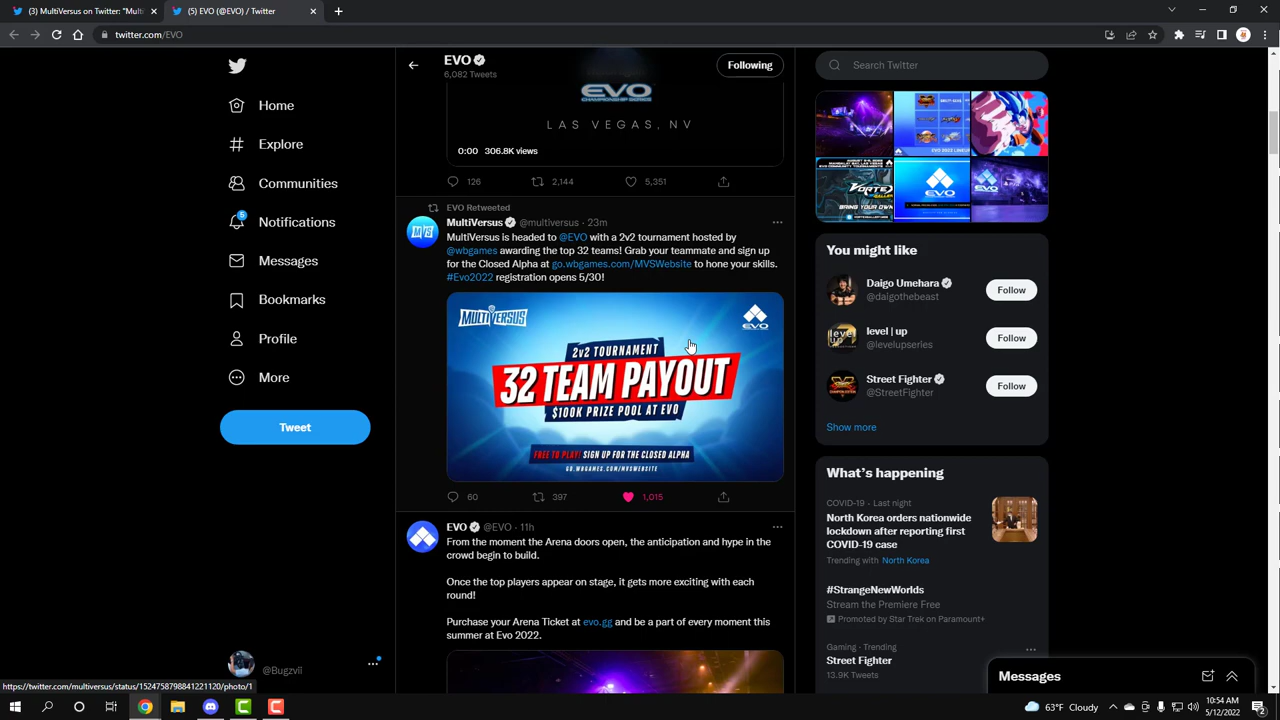 (3) MultiVersus on Twitter: "Multi
(5) EVO (@EVO) / Twitter
twitter.com/EVO
Home
Explore
Communities
5
Notifications
Messages
Bookmarks
Profile
More
Tweet
@Bugzvii
EVO
6,082 Tweets
Following
EVO
CHAMPIONSHIP SERIES
LAS VEGAS, NV
0:00 306.8K views
126 2,144 5,351
EVO Retweeted
MultiVersus @multiversus · 23m
MultiVersus is headed to @EVO with a 2v2 tournament hosted by
@wbgames awarding the top 32 teams! Grab your teammate and sign up
for the Closed Alpha at go.wbgames.com/MVSWebsite to hone your skills.
#Evo2022 registration opens 5/30!
MULTIVERSUS
EVO
2v2 TOURNAMENT
32 TEAM PAYOUT
$100K PRIZE POOL AT EVO
FREE TO PLAY! SIGN UP FOR THE CLOSED ALPHA
GO.WBGAMES.COM/MVSWEBSITE
60 397 1,015
EVO @EVO · 11h
From the moment the Arena doors open, the anticipation and hype in the
crowd begin to build.
Once the top players appear on stage, it gets more exciting with each
round!
Purchase your Arena Ticket at evo.gg and be a part of every moment this
summer at Evo 2022.
Search Twitter
You might like
Daigo Umehara
@daigothebeast
Follow
level | up
@levelupseries
Follow
Street Fighter
@StreetFighter
Follow
Show more
What's happening
COVID-19 · Last night
North Korea orders nationwide
lockdown after reporting first
COVID-19 case
Trending with North Korea
#StrangeNewWorlds
Stream the Premiere Free
Promoted by Star Trek on Paramount+
Gaming · Trending
Street Fighter
13.9K Tweets
Messages
https://twitter.com/multiversus/status/1524758798841221120/photo/1
63°F Cloudy
10:54 AM
5/12/2022
2